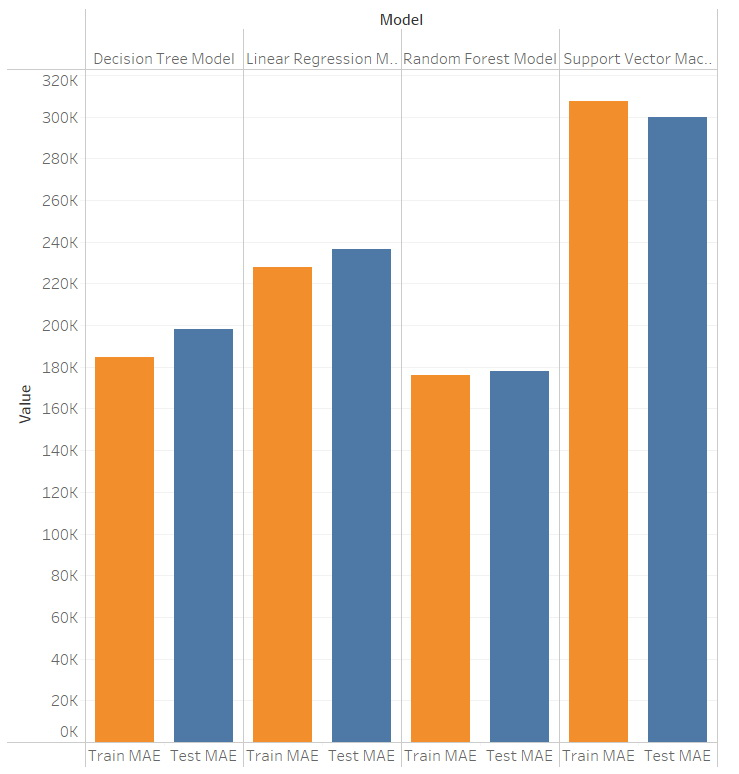 Model
Decision Tree Model Linear Regression M.. Random Forest Model Support Vector Mac..
320K
300K
280K
260K
240K
220K
200K
180K
160K
140K
120K
100K
80K
60K
40K
20K
0K
Value
Train MAE Test MAE Train MAE Test MAE Train MAE Test MAE Train MAE Test MAE